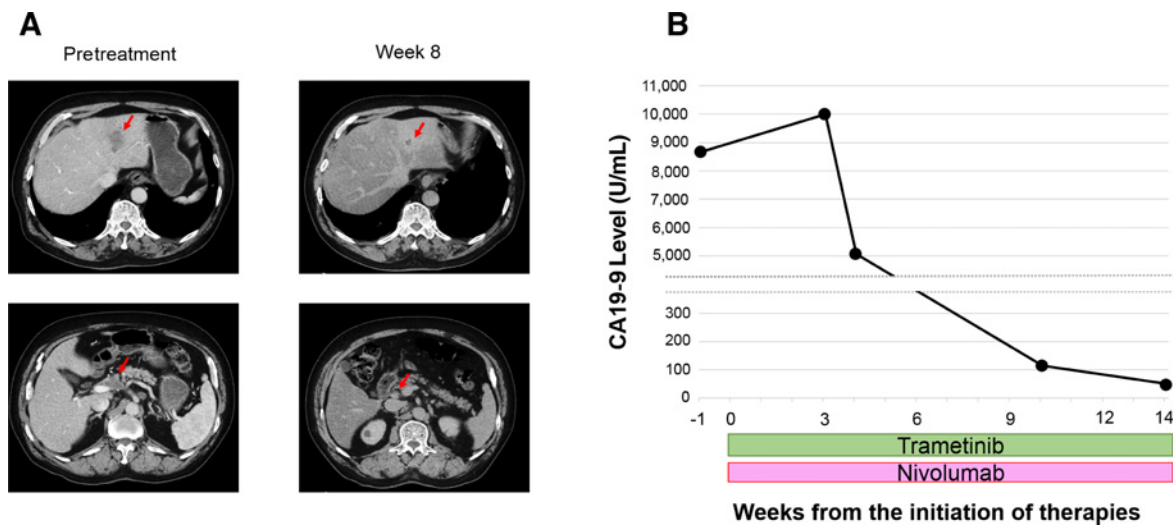 A
Pretreatment
Week 8
B
CA19-9 Level (U/mL)
11,000
10,000
9,000
8,000
7,000
6,000
5,000
300
200
100
0
-1 0 3 6 9 12 14
Trametinib
Nivolumab
Weeks from the initiation of therapies